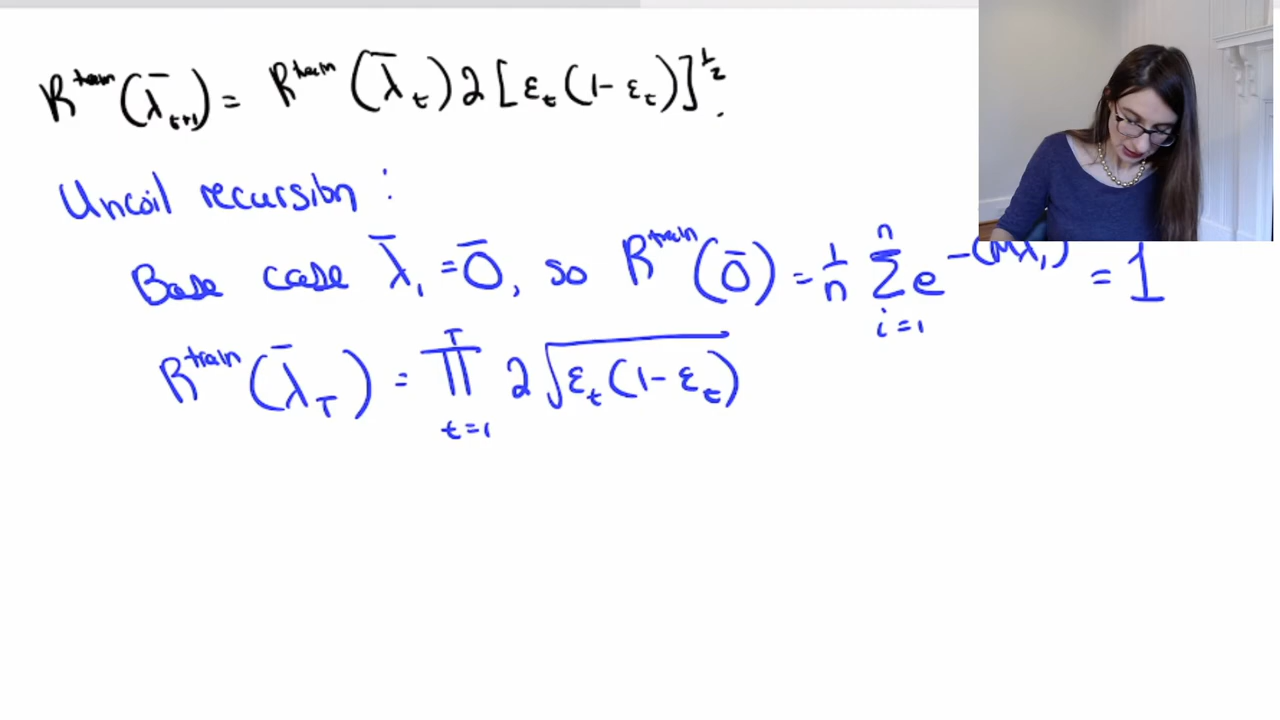 R^train(λ̄_{t+1}) = R^train(λ̄_t) 2 [ε_t(1-ε_t)]^{1/2}.
Uncoil recursion:
Base case λ̄_1 = 0̄, so R^train(0̄) = 1/n Σ_{i=1}^{n} e^{-(Mλ_1)} = 1
R^train(λ̄_T) = ∏_{t=1}^{T} 2√(ε_t(1-ε_t))